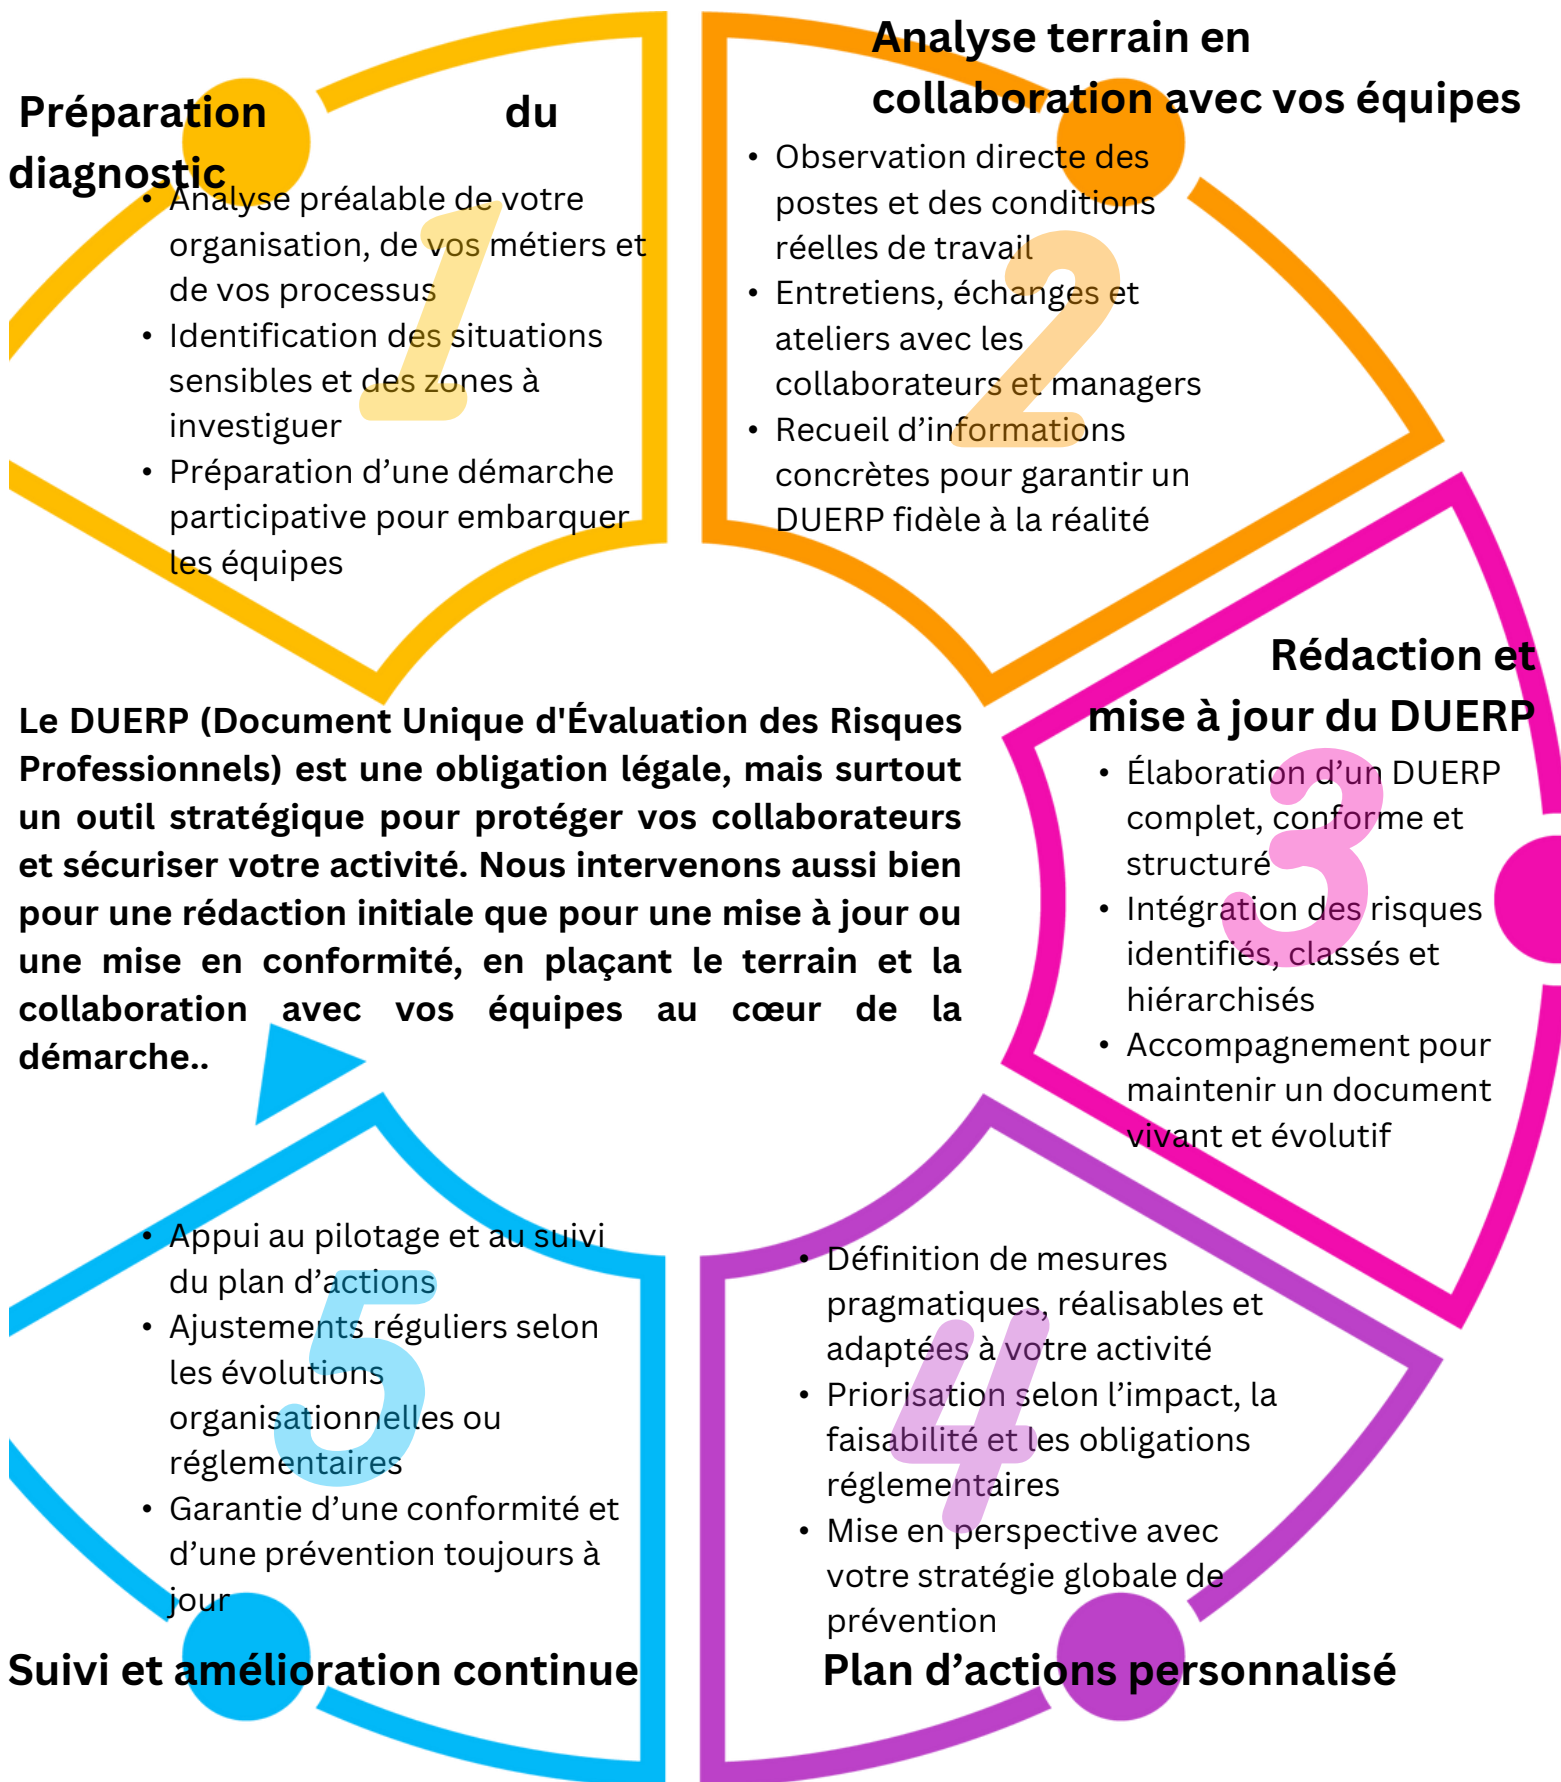 Préparation du
diagnostic
1
• Analyse préalable de votre
organisation, de vos métiers et
de vos processus
• Identification des situations
sensibles et des zones à
investiguer
• Préparation d’une démarche
participative pour embarquer
les équipes
Analyse terrain en
collaboration avec vos équipes
2
• Observation directe des
postes et des conditions
réelles de travail
• Entretiens, échanges et
ateliers avec les
collaborateurs et managers
• Recueil d’informations
concrètes pour garantir un
DUERP fidèle à la réalité
Le DUERP (Document Unique d'Évaluation des Risques
Professionnels) est une obligation légale, mais surtout
un outil stratégique pour protéger vos collaborateurs
et sécuriser votre activité. Nous intervenons aussi bien
pour une rédaction initiale que pour une mise à jour ou
une mise en conformité, en plaçant le terrain et la
collaboration avec vos équipes au cœur de la
démarche..
Rédaction et
mise à jour du DUERP
3
• Élaboration d’un DUERP
complet, conforme et
structuré
• Intégration des risques
identifiés, classés et
hiérarchisés
• Accompagnement pour
maintenir un document
vivant et évolutif
4
• Définition de mesures
pragmatiques, réalisables et
adaptées à votre activité
• Priorisation selon l’impact, la
faisabilité et les obligations
réglementaires
• Mise en perspective avec
votre stratégie globale de
prévention
Plan d’actions personnalisé
5
• Appui au pilotage et au suivi
du plan d’actions
• Ajustements réguliers selon
les évolutions
organisationnelles ou
réglementaires
• Garantie d’une conformité et
d’une prévention toujours à
jour
Suivi et amélioration continue